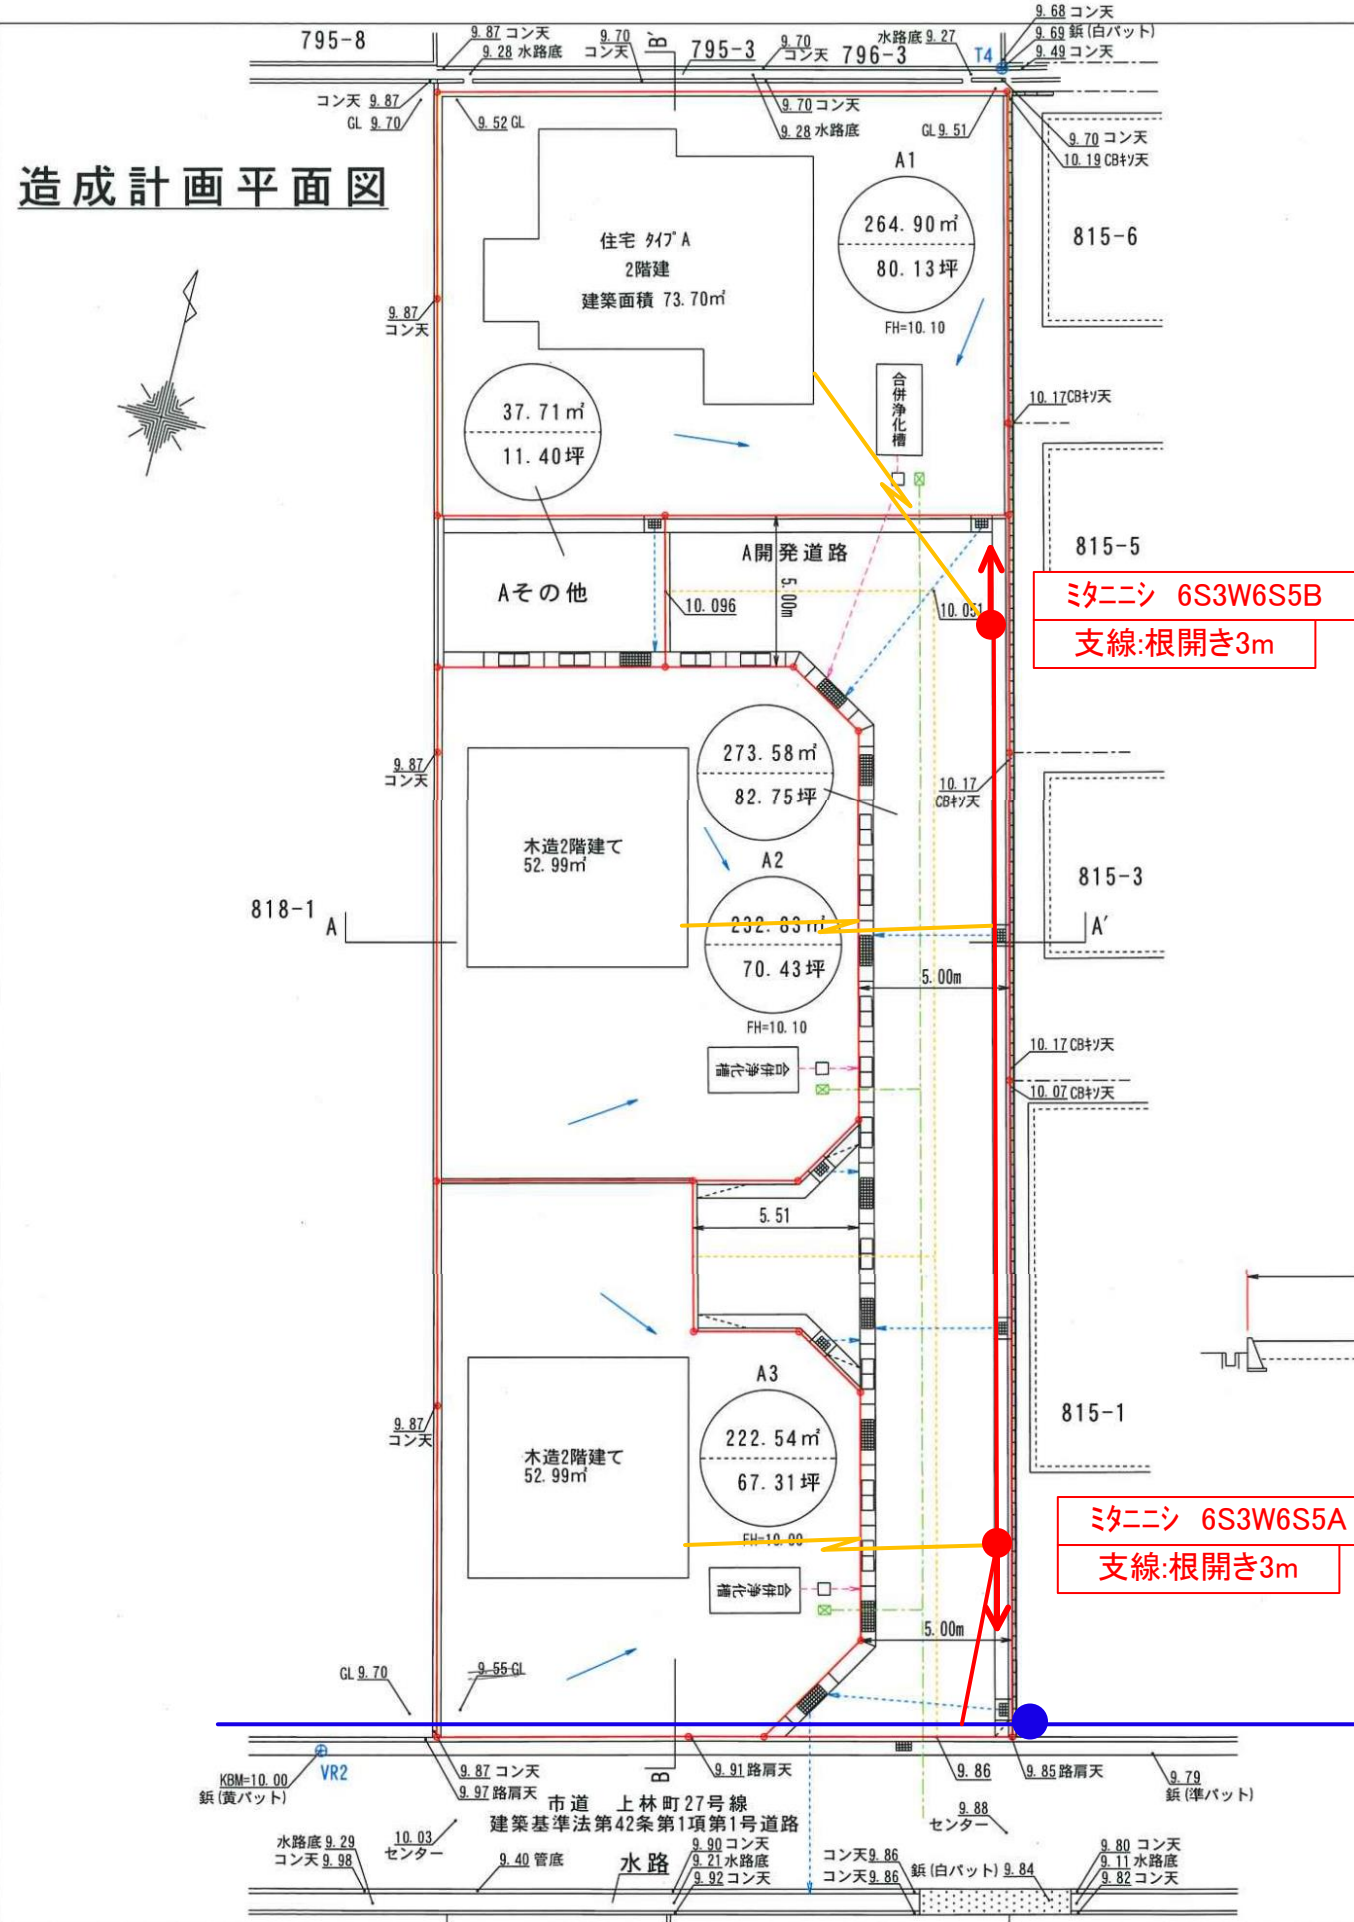 造成計画平面図
795-8
9.87 コン天
9.28 水路底
9.70
コン天
B'
795-3
9.70
コン天
796-3
水路底 9.27
T4
9.68 コン天
9.69 鋲(白パット)
9.49 コン天
コン天 9.87
GL 9.70
9.52 GL
9.70 コン天
9.28 水路底
GL 9.51
9.70 コン天
10.19 CBキソ天
A1
264.90㎡
80.13坪
FH=10.10
住宅 タイプA
2階建
建築面積 73.70㎡
815-6
9.87
コン天
37.71㎡
11.40坪
合併浄化槽
10.17 CBキソ天
A開発道路
815-5
Aその他
5.00m
10.096
10.051
ミタニニシ 6S3W6S5B
支線:根開き3m
273.58㎡
82.75坪
9.87
コン天
10.17
CBキソ天
木造2階建て
52.99㎡
A2
232.83㎡
70.43坪
FH=10.10
815-3
818-1
A
A'
5.00m
合併浄化槽
10.17 CBキソ天
10.07 CBキソ天
5.51
A3
222.54㎡
67.31坪
FH=10.00
815-1
9.87
コン天
木造2階建て
52.99㎡
ミタニニシ 6S3W6S5A
支線:根開き3m
合併浄化槽
5.00m
GL 9.70
9.55 GL
KBM=10.00
鋲(黄パット)
VR2
9.87 コン天
9.97 路肩天
B
9.91 路肩天
9.86
9.85 路肩天
9.79
鋲(準パット)
市道 上林町27号線
建築基準法第42条第1項第1号道路
9.88
センター
水路底 9.29
コン天 9.98
10.03
センター
9.40 管底
水路
9.90 コン天
9.21 水路底
9.92 コン天
コン天 9.86
コン天 9.86
鋲(白パット) 9.84
9.80 コン天
9.11 水路底
9.82 コン天